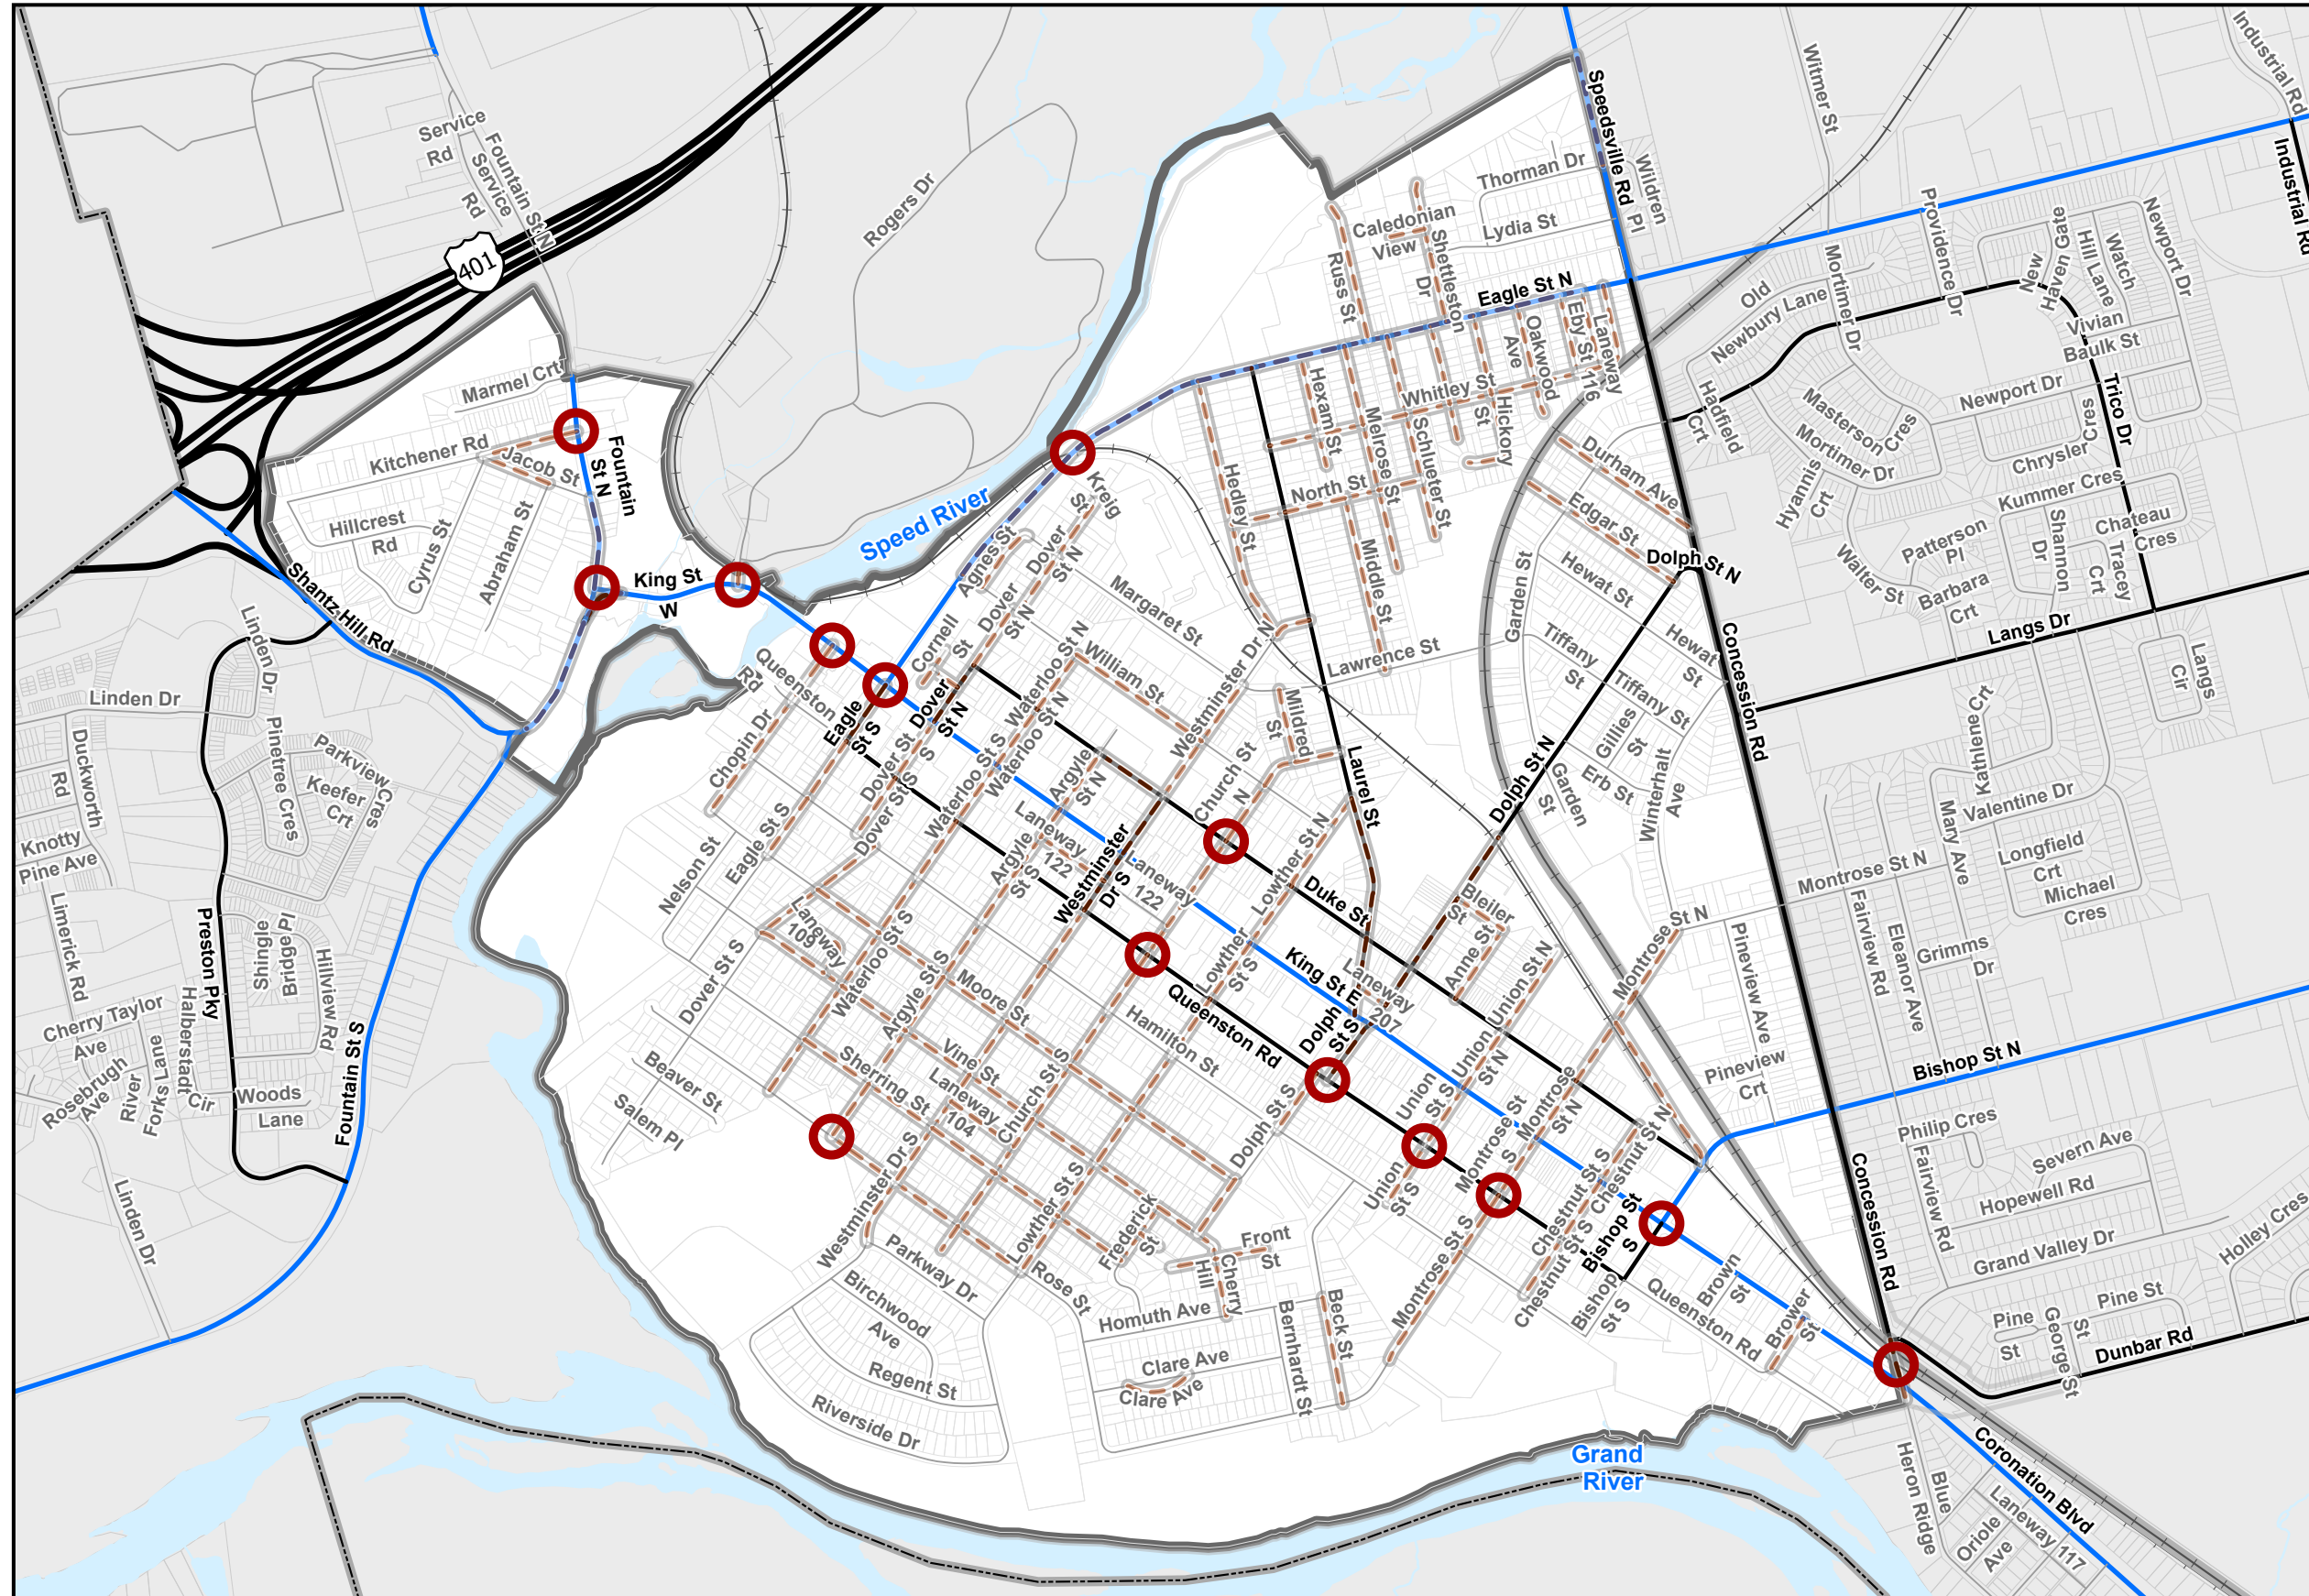 Service
Rd
Service
Rd
Fountain St N
401
Rogers Dr
Witmer St
Industrial Rd
Industrial Rd
Speedsville Rd
Wildren
Pl
Thorman Dr
Lydia St
Caledonian
View
Shettleston
Dr
Russ St
Eagle St N
Oakwood
Ave
Eby St
Laneway
116
Providence Dr
New
Haven Gate
Hill Lane
Watch
Newport Dr
Mortimer Dr
Old
Newbury Lane
Vivian
Baulk St
Newport Dr
Trico Dr
Hadfield
Crt
Masterson
Cres
Mortimer Dr
Chrysler
Cres
Hyannis
Crt
Kummer Cres
Chateau
Cres
Shannon
Dr
Tracey
Crt
Patterson
Pl
Barbara
Crt
Walter St
Langs Dr
Langs
Cir
Marmel Crt
Kitchener Rd
Jacob St
Fountain
St N
Hillcrest
Rd
Cyrus St
Abraham St
King St
W
Shantz Hill Rd
Speed River
Kreig
St
Hexam St
Whitley St
Melrose St
Schlueter St
Hickory
St
North St
Hedley St
Middle St
Durham Ave
Edgar St
Dolph St N
Hewat St
Hewat
St
Garden St
Tiffany
St
Tiffany St
Gillies
St
Erb St
Winterhalt
Ave
Garden
St
Dolph St N
Concession Rd
Lawrence St
Margaret St
Agnes St
Dover
St N
Dover
St N
Cornell
St
Dover
St N
William St
Waterloo St N
Waterloo St N
Westminster Dr N
Mildred
St
Laurel St
Church St
N
Lowther St N
Argyle
St N
Queenston
Rd
Chopin Dr
Eagle
St S
Dover St
S
Dover St S
Eagle St S
Nelson St
Waterloo St S
Laneway
122
Laneway
122
Argyle
St S
Westminster
Dr S
Linden Dr
Linden Dr
Pinetree Cres
Parkview
Cres
Keefer
Crt
Duckworth
Rd
Knotty
Pine Ave
Limerick Rd
Preston Pky
Shingle
Bridge Pl
Hillview Rd
Cherry Taylor
Ave
Rosebrugh
Ave
River
Forks Lane
Halberstadt
Cir
Woods
Lane
Fountain St S
Linden Dr
Laneway
109
Dover St S
Waterloo St S
Argyle St S
Moore St
Beaver St
Salem Pl
Sherring St
Vine St
Laneway
104
Church St S
Hamilton St
Lowther
St S
Queenston Rd
King St E
Duke St
Laneway
207
Dolph
St S
Bleiler
St
Anne St
Union St N
Union
St N
Union
St S
Union
St S
Montrose
St N
Montrose
St N
Montrose St
S
Montrose St S
Chestnut St N
Chestnut St S
Chestnut St S
Bishop St
S
Bishop
St S
Brown
St
Queenston Rd
Brower
St
Dolph St S
Westminster Dr S
Lowther St S
Frederick
St
Front
St
Cherry
Hill
Rose St
Parkway Dr
Birchwood
Ave
Regent St
Riverside Dr
Homuth Ave
Clare Ave
Clare Ave
Bernhardt St
Beck St
Grand
River
Kathlene Crt
Mary Ave
Valentine Dr
Longfield
Crt
Michael
Cres
Montrose St N
Fairview Rd
Eleanor Ave
Grimms
Dr
Pineview Ave
Pineview
Crt
Bishop St N
Philip Cres
Severn Ave
Hopewell Rd
Fairview Rd
Grand Valley Dr
Holley Cres
Concession Rd
Pine
St
George St
Pine St
St
Dunbar Rd
Coronation Blvd
Heron Ridge
Blue
Oriole
Ave
Laneway 117